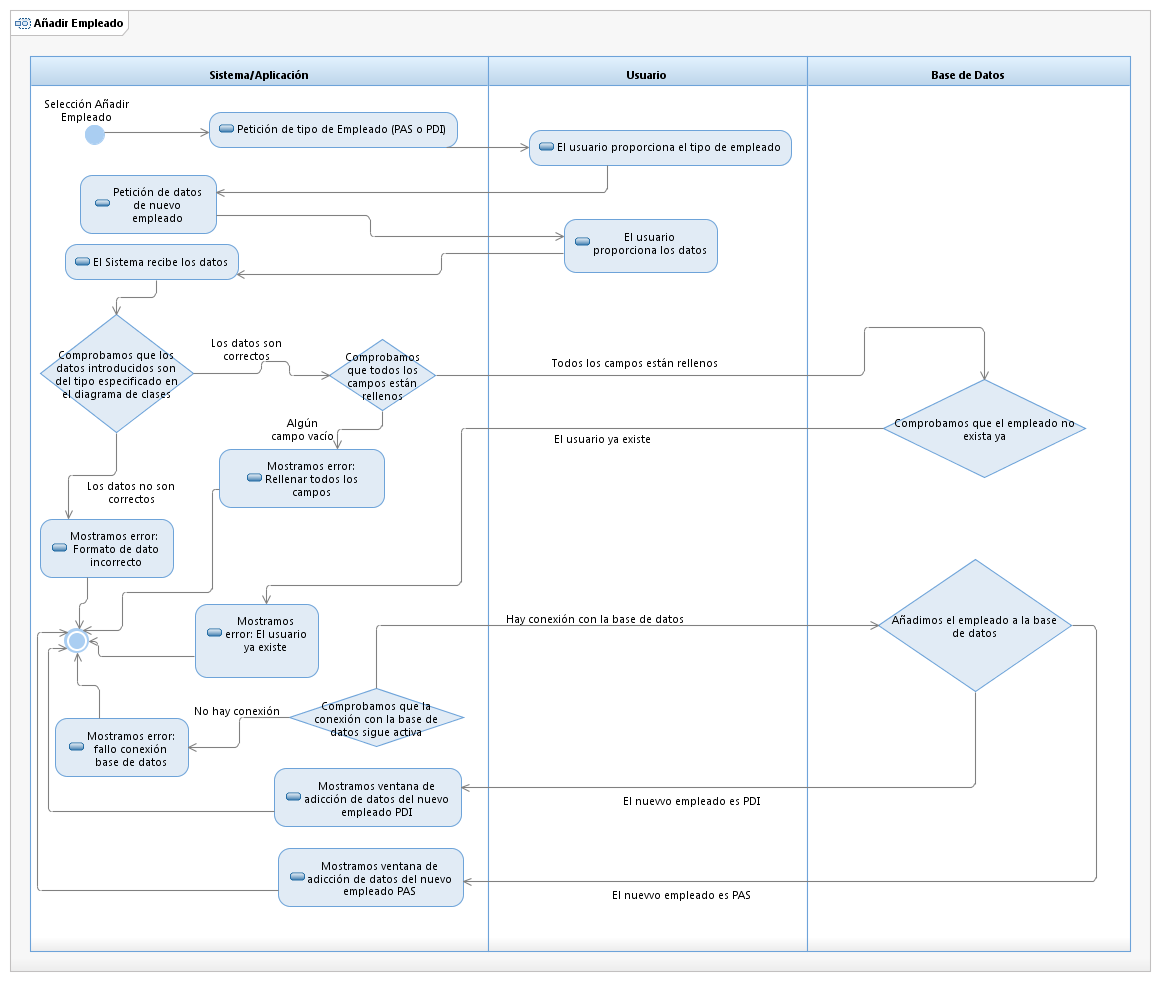 Añadir Empleado
Sistema/Aplicación
Usuario
Base de Datos
Selección Añadir
Empleado
Petición de tipo de Empleado (PAS o PDI)
El usuario proporciona el tipo de empleado
Petición de datos
de nuevo
empleado
El usuario
proporciona los datos
El Sistema recibe los datos
Comprobamos que los
datos introducidos son
del tipo especificado en
el diagrama de clases
Los datos son
correctos
Comprobamos
que todos los
campos están
rellenos
Todos los campos están rellenos
Comprobamos que el empleado no
exista ya
Algún
campo vacío
El usuario ya existe
Mostramos error:
Rellenar todos los
campos
Los datos no son
correctos
Mostramos error:
Formato de dato
incorrecto
Mostramos
error: El usuario
ya existe
Hay conexión con la base de datos
Añadimos el empleado a la base
de datos
No hay conexión
Comprobamos que la
conexión con la base de
datos sigue activa
Mostramos error:
fallo conexión
base de datos
Mostramos ventana de
adicción de datos del nuevo
empleado PDI
El nuevvo empleado es PDI
Mostramos ventana de
adicción de datos del nuevo
empleado PAS
El nuevvo empleado es PAS